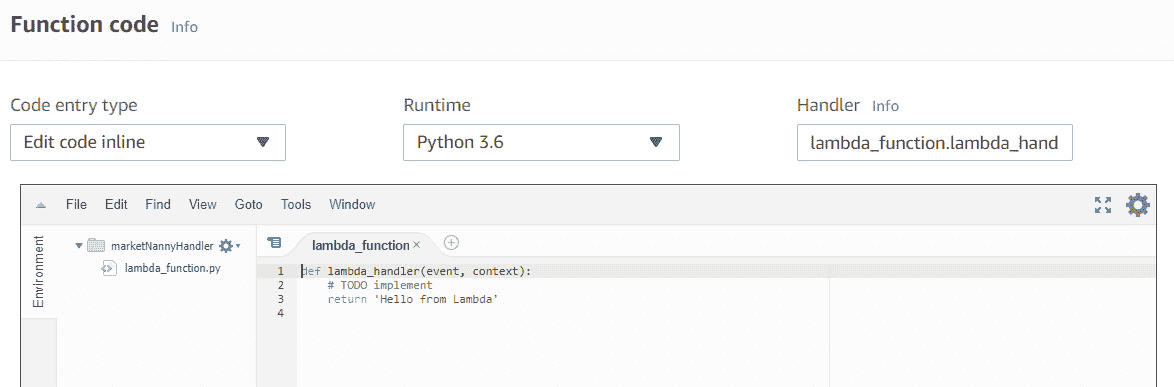 Function code Info
Code entry type Runtime Handler Info
Edit code inline Python 3.6 lambda_function.lambda_hand
File Edit Find View Goto Tools Window
Environment
marketNannyHandler
lambda_function.py
lambda_function ×
1 def lambda_handler(event, context):
2 # TODO implement
3 return 'Hello from Lambda'
4